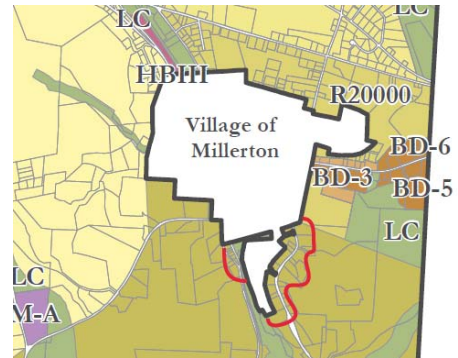 LC
LC
HBIII
R20000
Village of
Millerton
BD-6
BD-3
BD-5
LC
LC
M-A